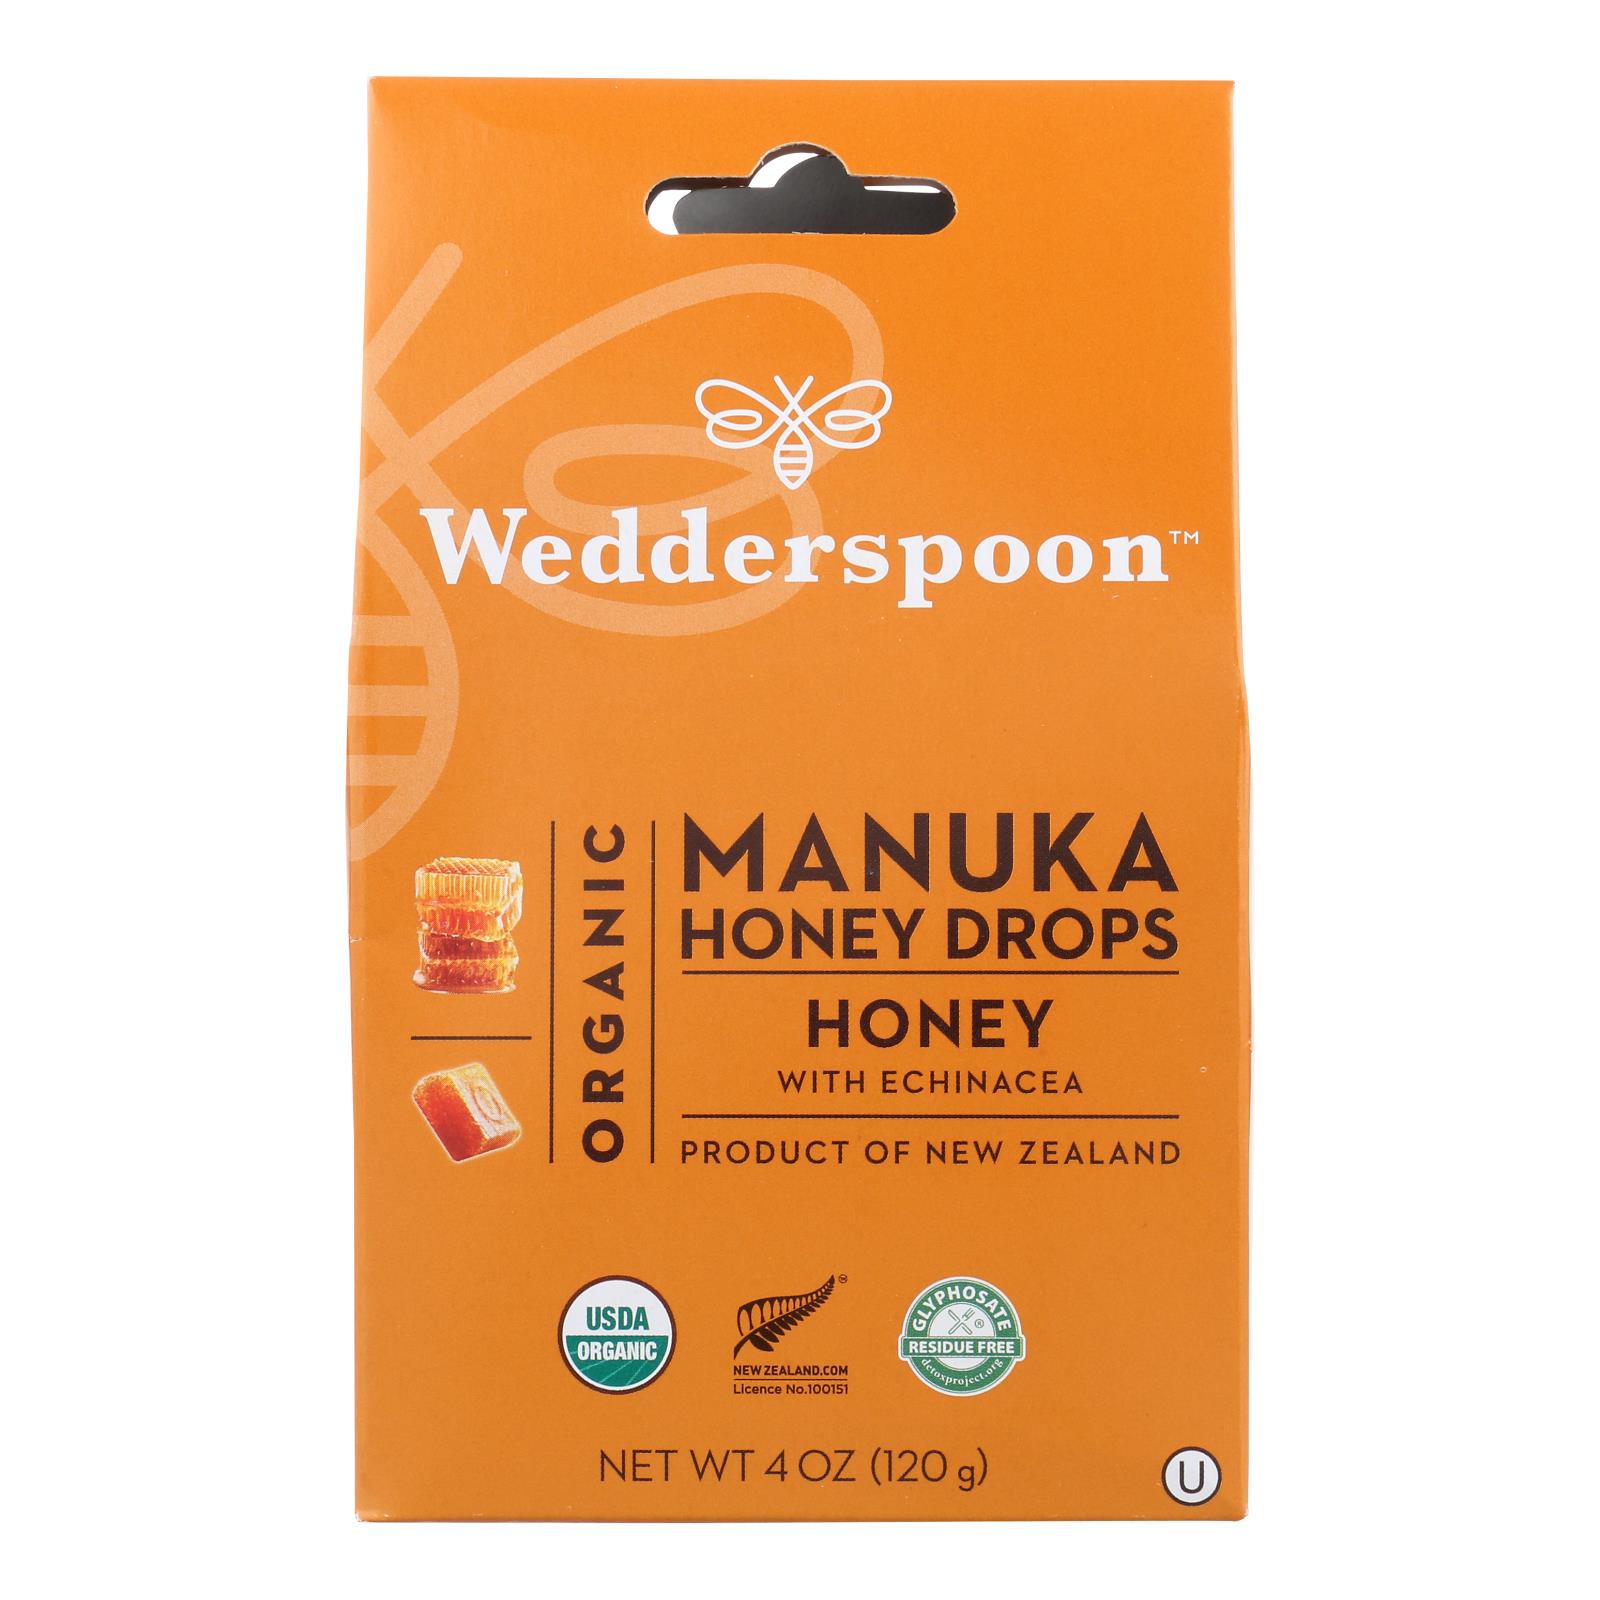 Wedderspoon™
ORGANIC
MANUKA
HONEY DROPS
HONEY
WITH ECHINACEA
PRODUCT OF NEW ZEALAND
USDA
ORGANIC
NEW ZEALAND.COM
Licence No.100151
GLYPHOSATE
®
RESIDUE FREE
detoxproject.org
NET WT 4 OZ (120 g)
U